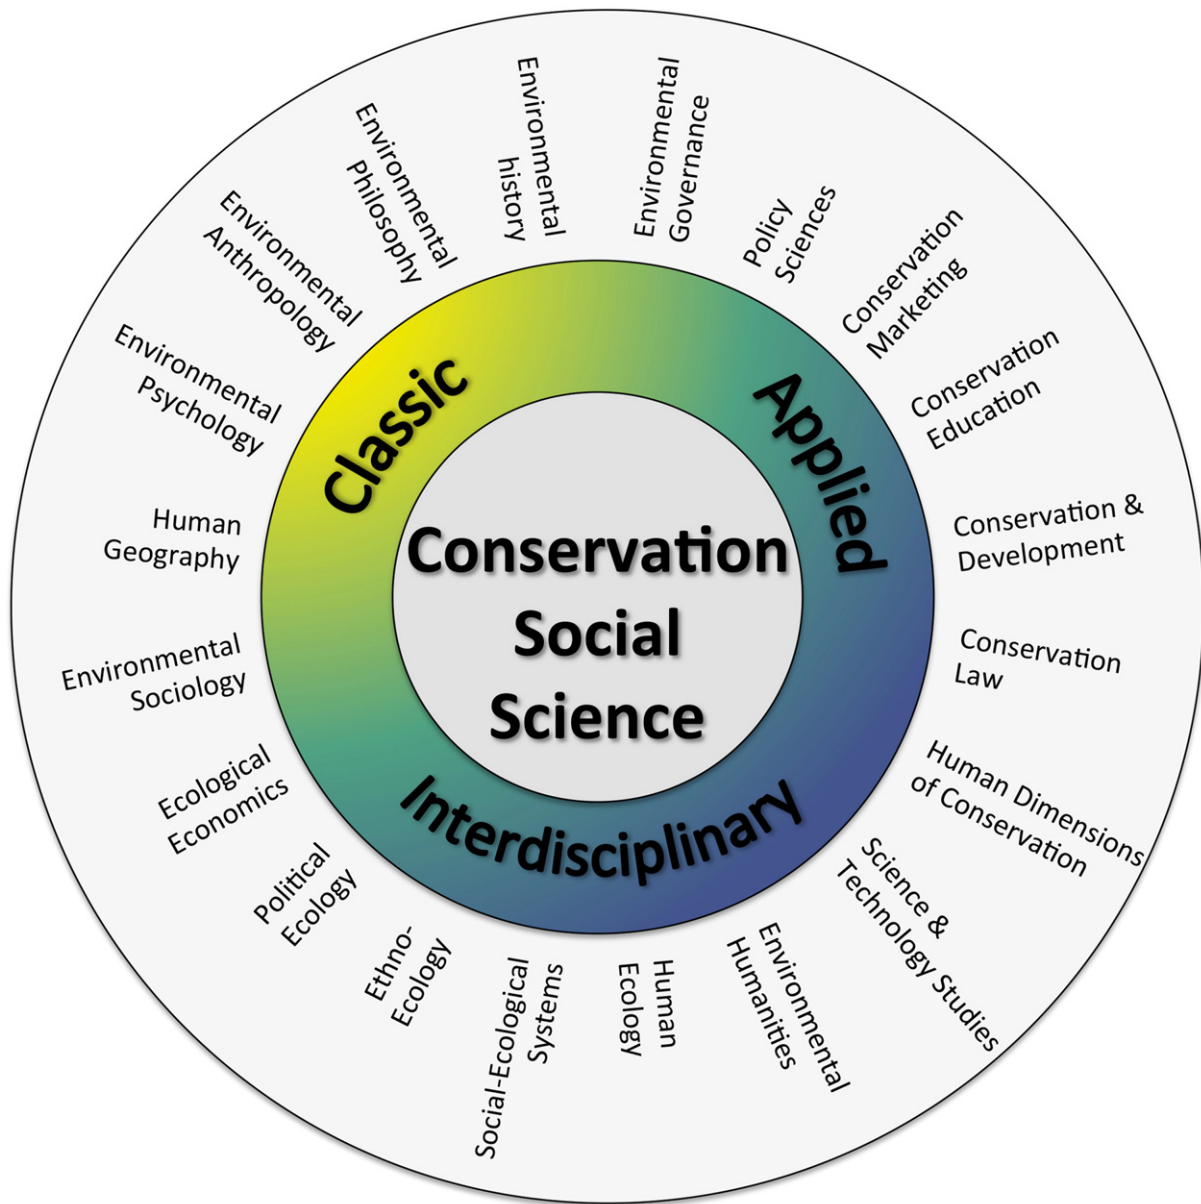 Conservation
Social
Science
Classic
Applied
Interdisciplinary
Environmental
history
Environmental
Governance
Policy
Sciences
Conservation
Marketing
Conservation
Education
Conservation &
Development
Conservation
Law
Human Dimensions
of Conservation
Science &
Technology Studies
Environmental
Humanities
Human
Ecology
Social-Ecological
Systems
Ethno-
Ecology
Political
Ecology
Ecological
Economics
Environmental
Sociology
Human
Geography
Environmental
Psychology
Environmental
Anthropology
Environmental
Philosophy